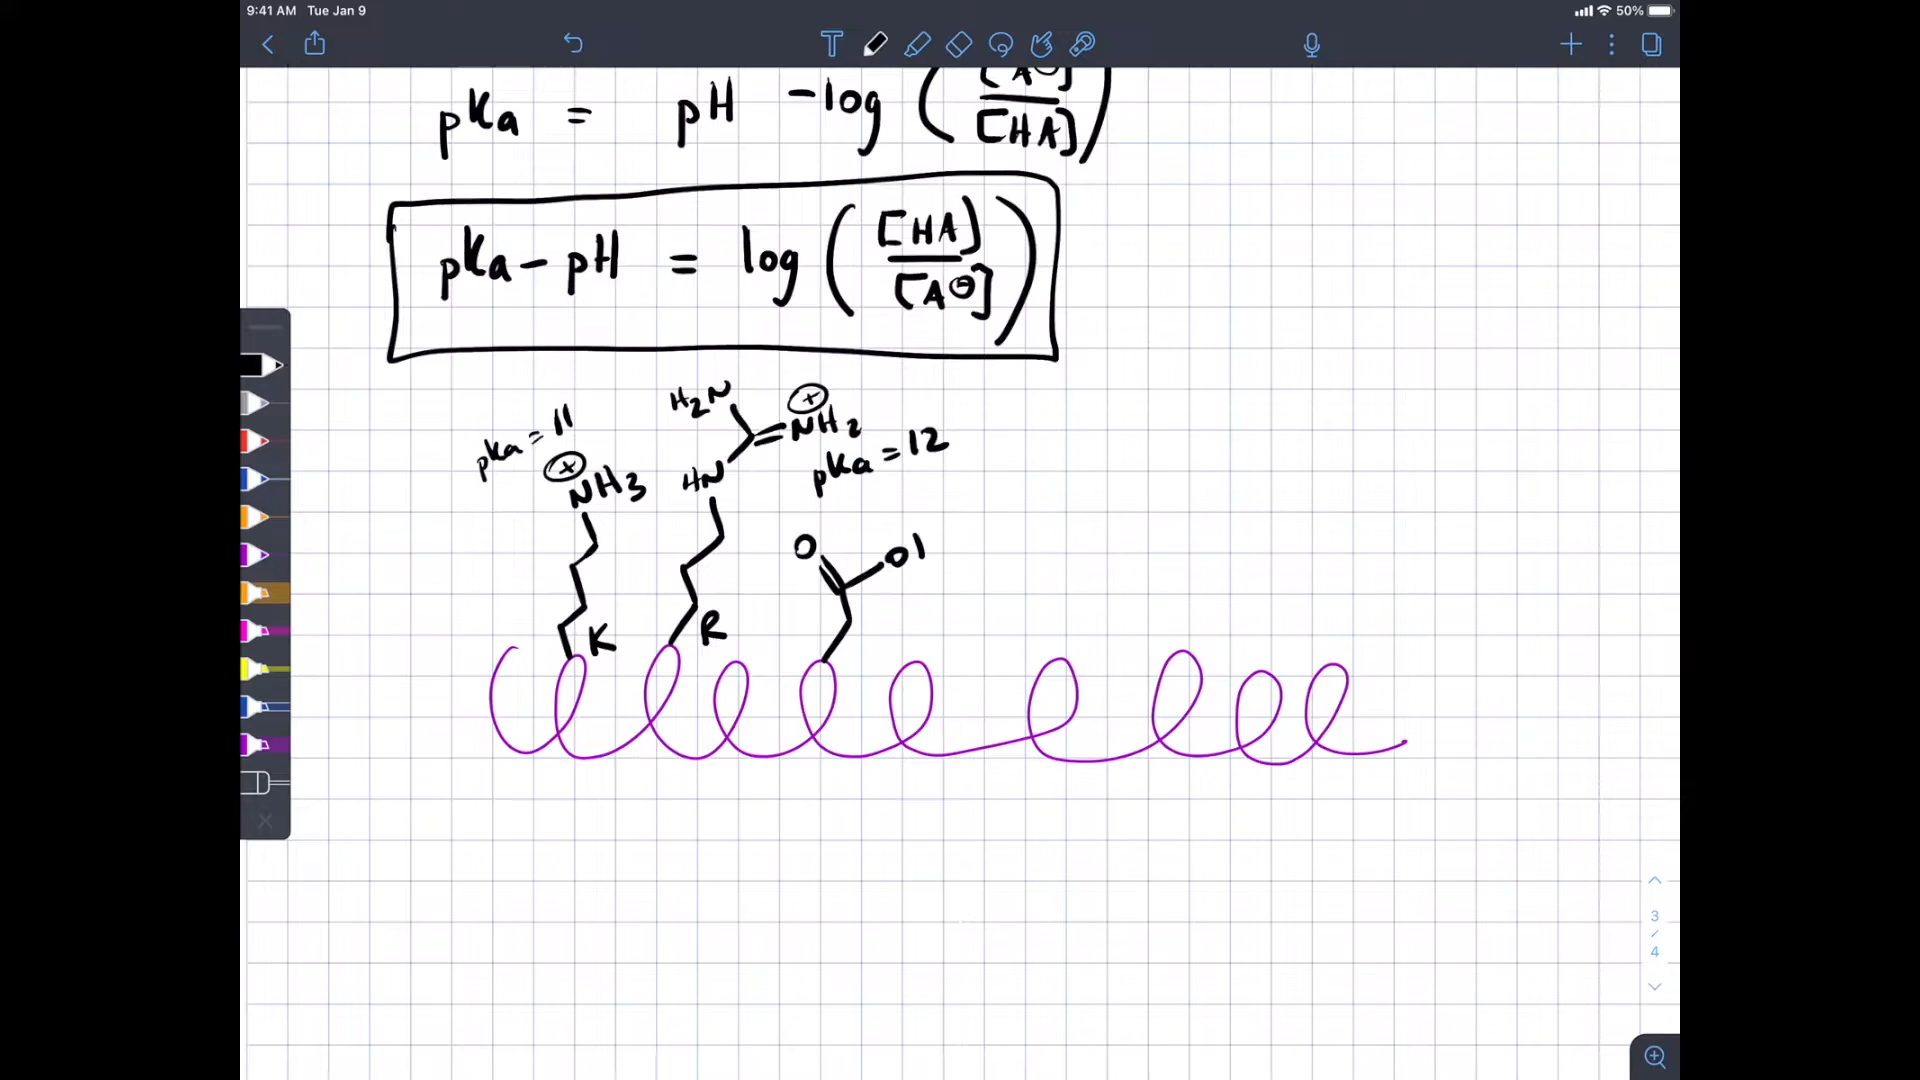 9:41 AM Tue Jan 9
50%
pKa = pH -log ([A⊖]/[HA])
pKa - pH = log ([HA]/[A⊖])
H2N
pKa = 11
⊕
NH3
⊕
NH2
HN
pKa = 12
O
O
K
R
3
/
4